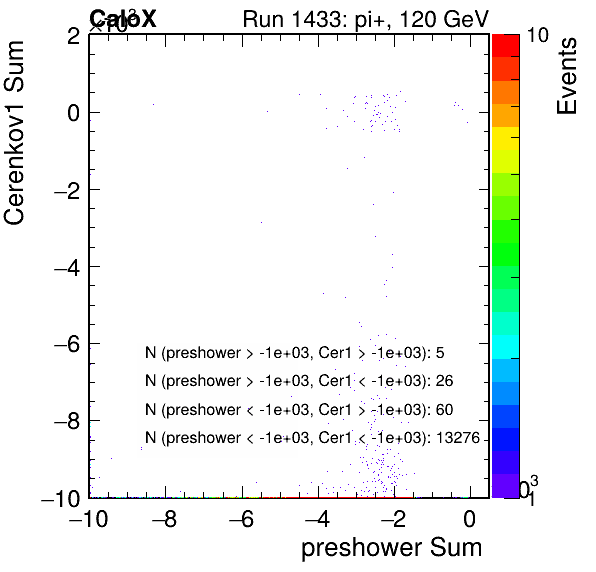 CaloX
Run 1433: pi+, 120 GeV
Cerenkov1 Sum
Events
2
0
−2
−4
−6
−8
−10
10
1
N (preshower > -1e+03, Cer1 > -1e+03): 5
N (preshower > -1e+03, Cer1 < -1e+03): 26
N (preshower < -1e+03, Cer1 > -1e+03): 60
N (preshower < -1e+03, Cer1 < -1e+03): 13276
−10 −8 −6 −4 −2 0
preshower Sum